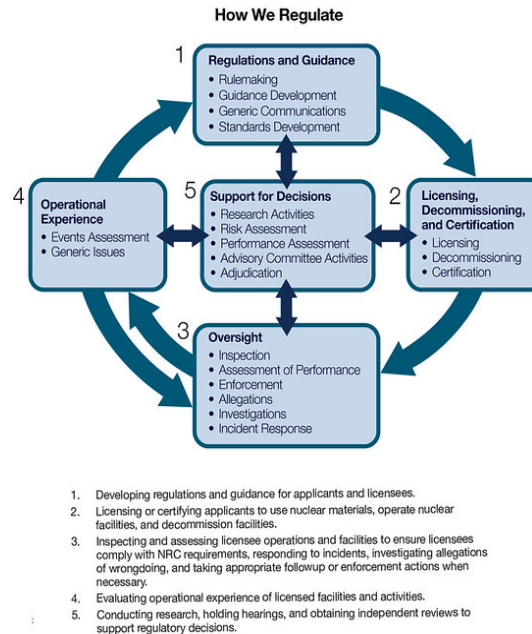 How We Regulate
1
Regulations and Guidance
• Rulemaking
• Guidance Development
• Generic Communications
• Standards Development
4
Operational
Experience
• Events Assessment
• Generic Issues
5
Support for Decisions
• Research Activities
• Risk Assessment
• Performance Assessment
• Advisory Committee Activities
• Adjudication
2
Licensing,
Decommissioning,
and Certification
• Licensing
• Decommissioning
• Certification
3
Oversight
• Inspection
• Assessment of Performance
• Enforcement
• Allegations
• Investigations
• Incident Response
1. Developing regulations and guidance for applicants and licensees.
2. Licensing or certifying applicants to use nuclear materials, operate nuclear
facilities, and decommission facilities.
3. Inspecting and assessing licensee operations and facilities to ensure licensees
comply with NRC requirements, responding to incidents, investigating allegations
of wrongdoing, and taking appropriate followup or enforcement actions when
necessary.
4. Evaluating operational experience of licensed facilities and activities.
5. Conducting research, holding hearings, and obtaining independent reviews to
support regulatory decisions.